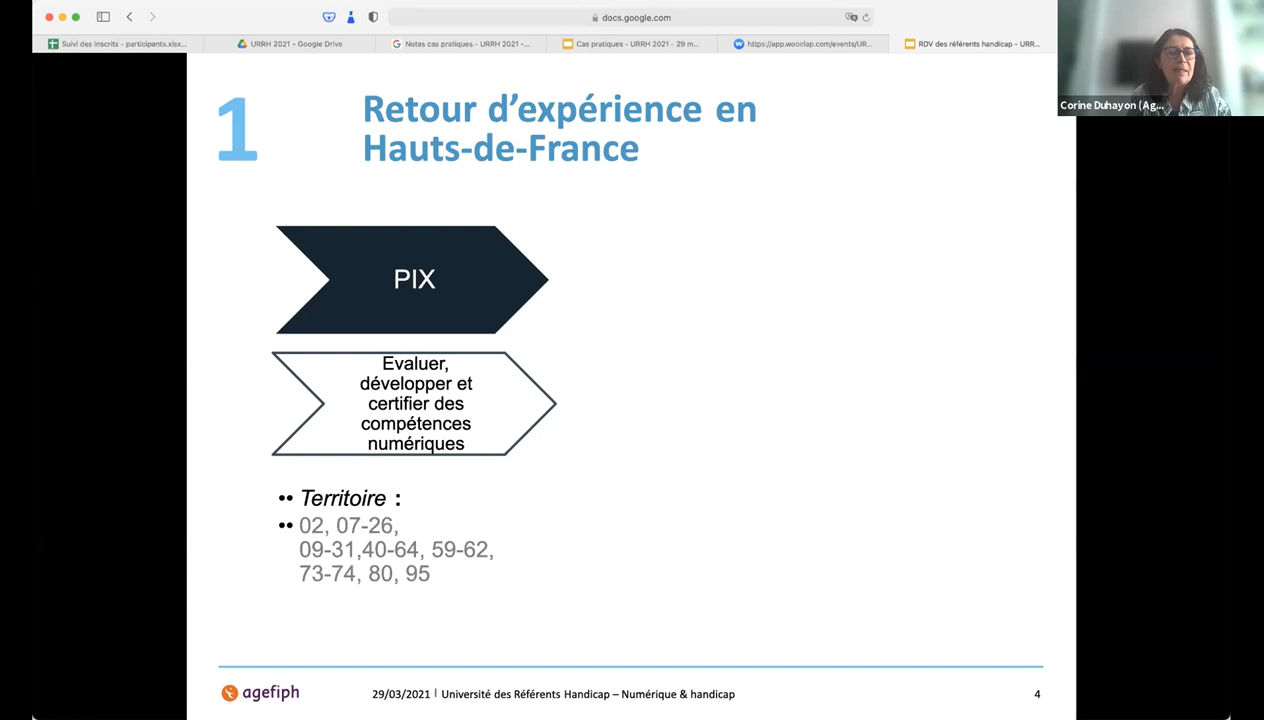 docs.google.com
Suivi des inscrits - participants.xlsx...
URRH 2021 - Google Drive
Notes cas pratiques - URRH 2021 -...
Cas pratiques - URRH 2021 - 29 m...
https://app.wooclap.com/events/UR...
RDV des référents handicap - URR...
Corine Duhayon (Ag...
1
Retour d’expérience en
Hauts-de-France
PIX
Evaluer,
développer et
certifier des
compétences
numériques
•• Territoire :
•• 02, 07-26,
09-31,40-64, 59-62,
73-74, 80, 95
agefiph
29/03/2021 | Université des Référents Handicap – Numérique & handicap
4